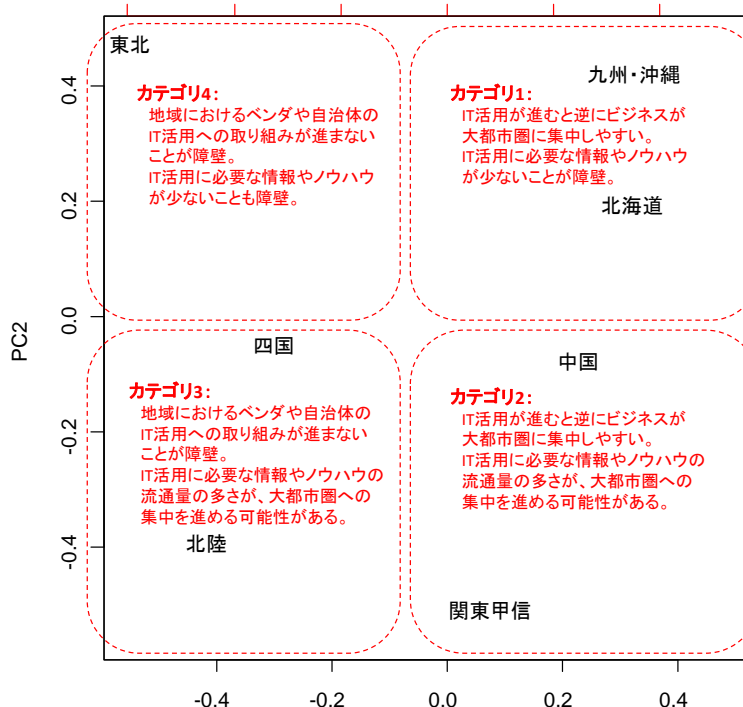 東北
カテゴリ4:
地域におけるベンダや自治体の
IT活用への取り組みが進まない
ことが障壁。
IT活用に必要な情報やノウハウ
が少ないことも障壁。
九州・沖縄
カテゴリ1:
IT活用が進むと逆にビジネスが
大都市圏に集中しやすい。
IT活用に必要な情報やノウハウ
が少ないことが障壁。
北海道
四国
カテゴリ3:
地域におけるベンダや自治体の
IT活用への取り組みが進まない
ことが障壁。
IT活用に必要な情報やノウハウの
流通量の多さが、大都市圏への
集中を進める可能性がある。
北陸
中国
カテゴリ2:
IT活用が進むと逆にビジネスが
大都市圏に集中しやすい。
IT活用に必要な情報やノウハウの
流通量の多さが、大都市圏への
集中を進める可能性がある。
関東甲信
PC2
0.4
0.2
0.0
-0.2
-0.4
-0.4 -0.2 0.0 0.2 0.4